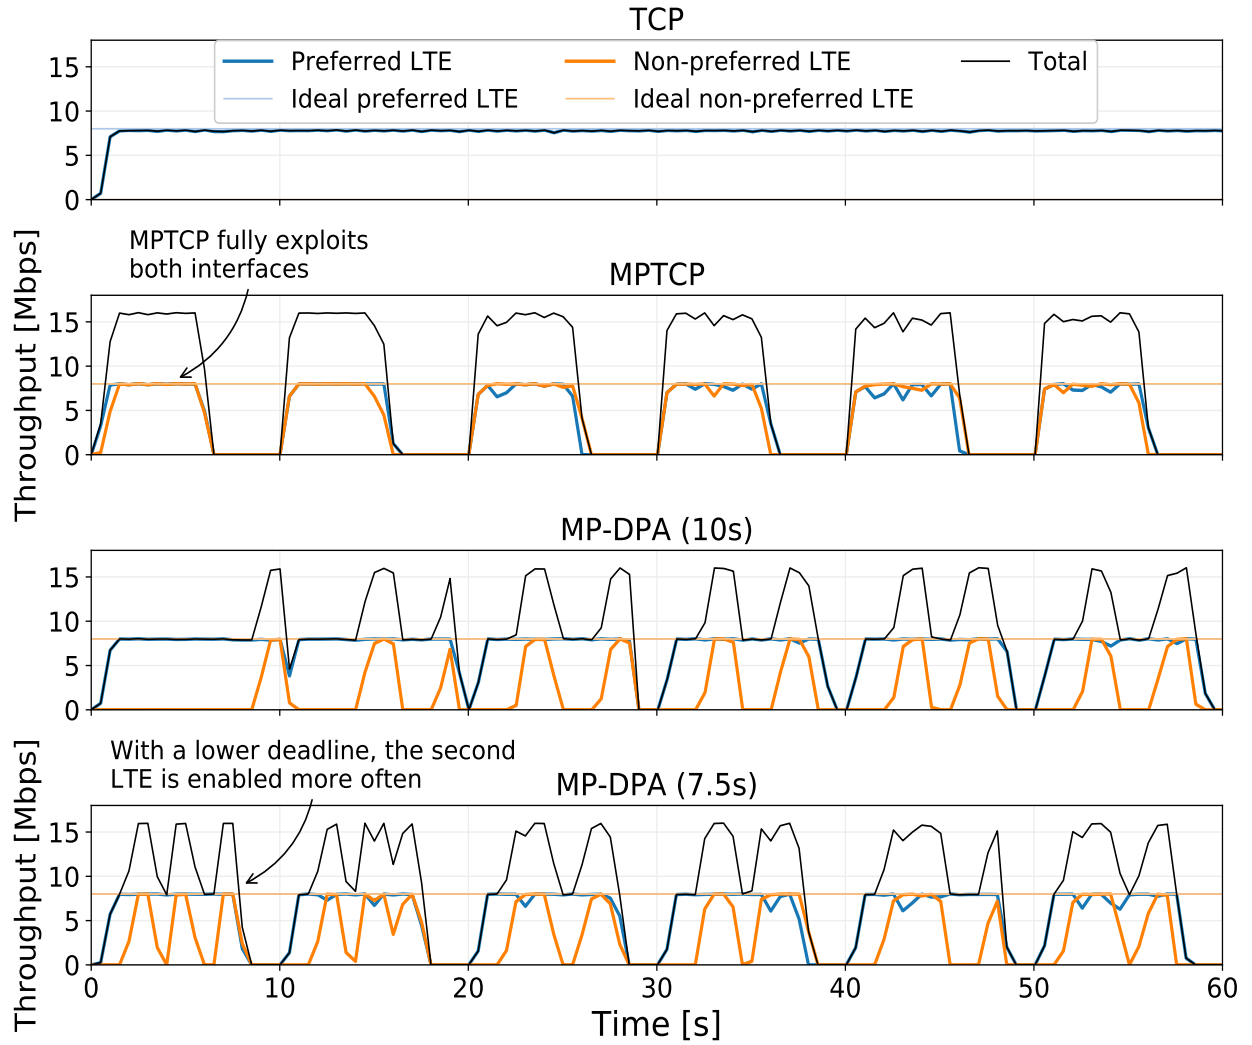 TCP
Preferred LTE
Non-preferred LTE
Total
Ideal preferred LTE
Ideal non-preferred LTE
15
10
5
0
MPTCP fully exploits
both interfaces
MPTCP
Throughput [Mbps]
15
10
5
0
MP-DPA (10s)
15
10
5
0
With a lower deadline, the second
LTE is enabled more often
MP-DPA (7.5s)
Throughput [Mbps]
15
10
5
0
0 10 20 30 40 50 60
Time [s]